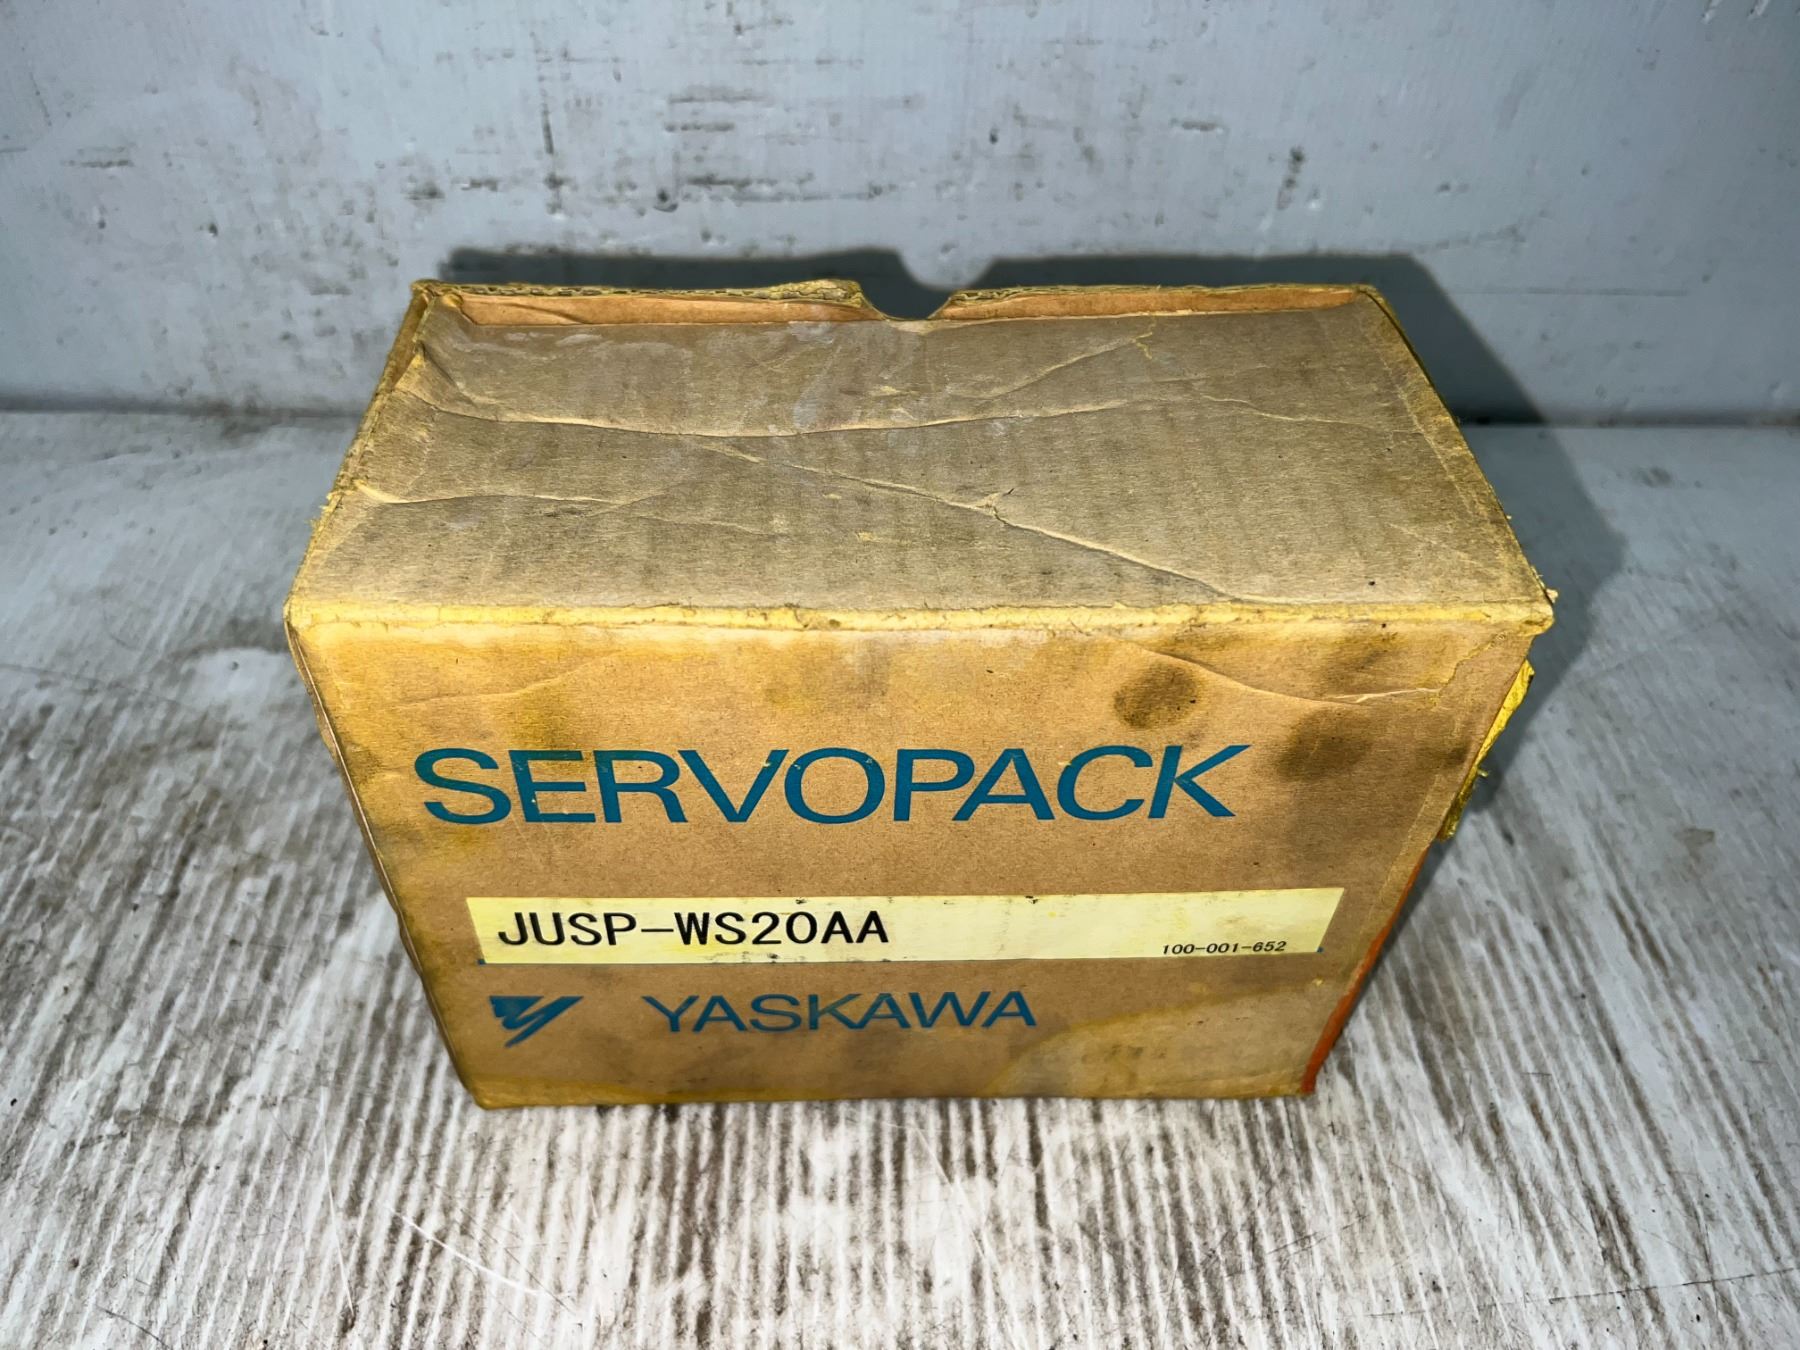 SERVOPACK
JUSP-WS20AA
100-001-652
YASKAWA